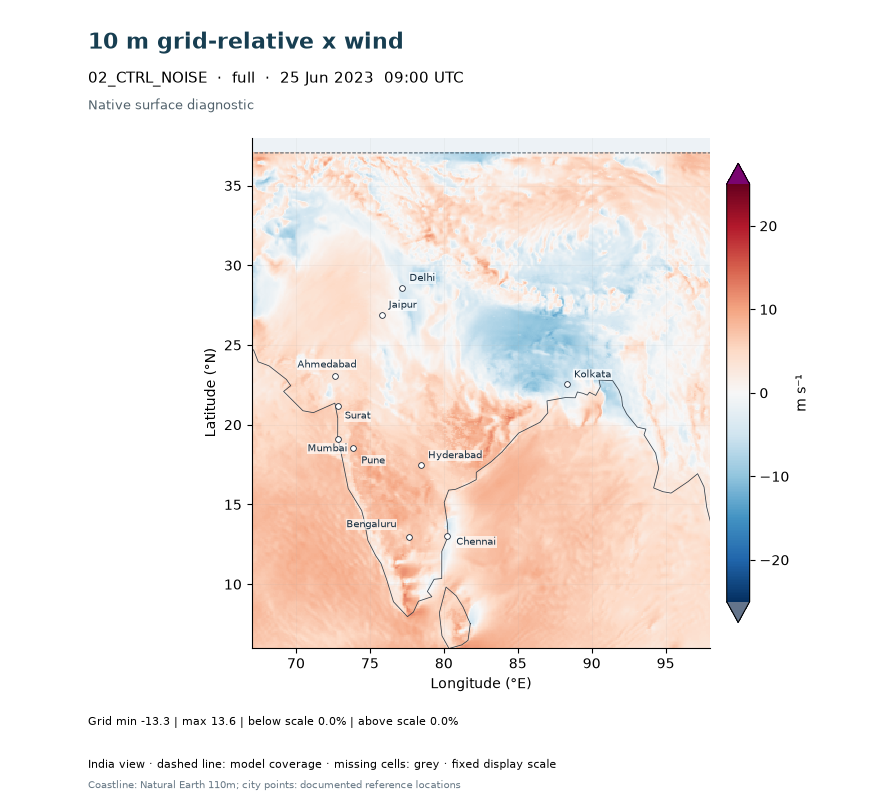 10 m grid-relative x wind
02_CTRL_NOISE · full · 25 Jun 2023 09:00 UTC
Native surface diagnostic
35
30
25
20
15
10
Latitude (°N)
70
75
80
85
90
95
Longitude (°E)
Delhi
Jaipur
Ahmedabad
Kolkata
Surat
Mumbai
Pune
Hyderabad
Bengaluru
Chennai
20
10
0
−10
−20
m s⁻¹
Grid min -13.3 | max 13.6 | below scale 0.0% | above scale 0.0%
India view · dashed line: model coverage · missing cells: grey · fixed display scale
Coastline: Natural Earth 110m; city points: documented reference locations